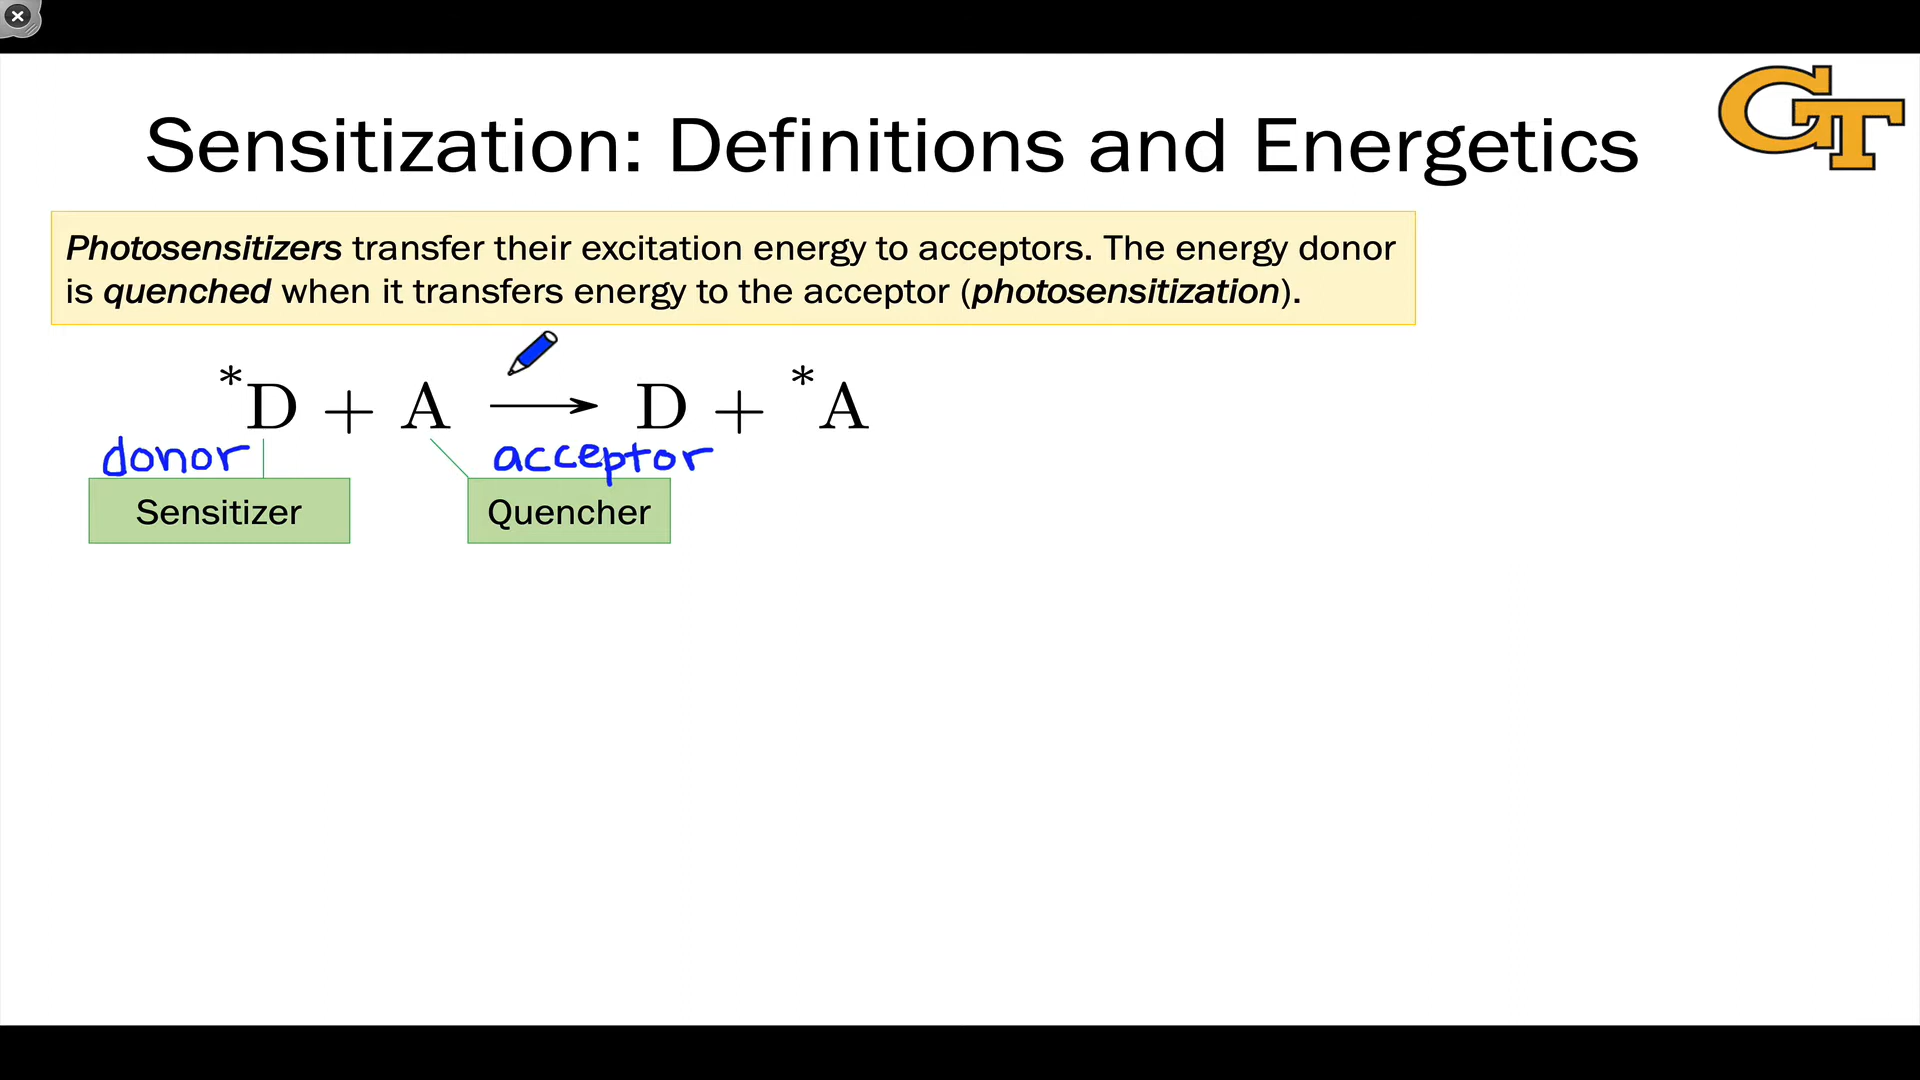 GT
Sensitization: Definitions and Energetics
Photosensitizers transfer their excitation energy to acceptors. The energy donor
is quenched when it transfers energy to the acceptor (photosensitization).
*D + A ⟶ D + *A
donor acceptor
Sensitizer Quencher